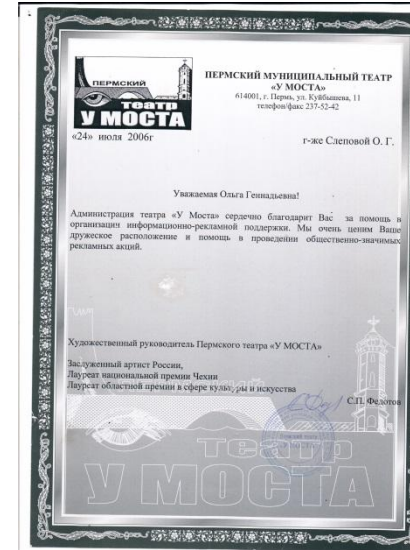 ПЕРМСКИЙ
театр
У МОСТА
ПЕРМСКИЙ МУНИЦИПАЛЬНЫЙ ТЕАТР
«У МОСТА»
614001, г. Пермь, ул. Куйбышева, 11
телефон/факс 237-52-42
«24» июля 2006г
г-же Слеповой О. Г.
Уважаемая Ольга Геннадьевна!
Администрация театра «У Моста» сердечно благодарит Вас за помощь в
организации информационно-рекламной поддержки. Мы очень ценим Ваше
дружеское расположение и помощь в проведении общественно-значимых
рекламных акций.
Художественный руководитель Пермского театра «У МОСТА»
Заслуженный артист России,
Лауреат национальной премии Чехии
Лауреат областной премии в сфере культуры и искусства
С.П. Федотов
театр
У МОСТА